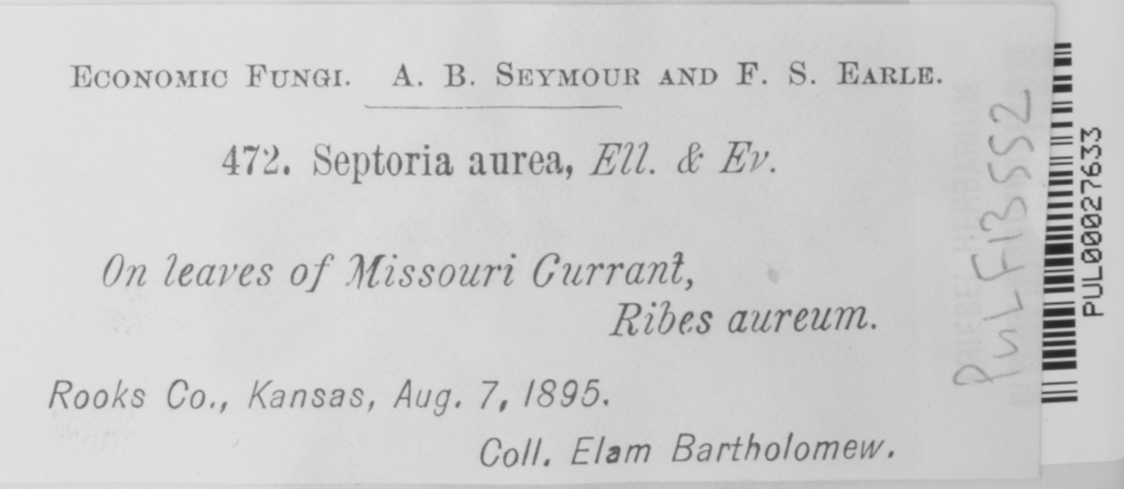 ECONOMIC FUNGI. A. B. SEYMOUR AND F. S. EARLE.
472. Septoria aurea, Ell. & Ev.
On leaves of Missouri Currant,
Ribes aureum.
Rooks Co., Kansas, Aug. 7, 1895.
Coll. Elam Bartholomew.
PUL F13552
PUL00027633